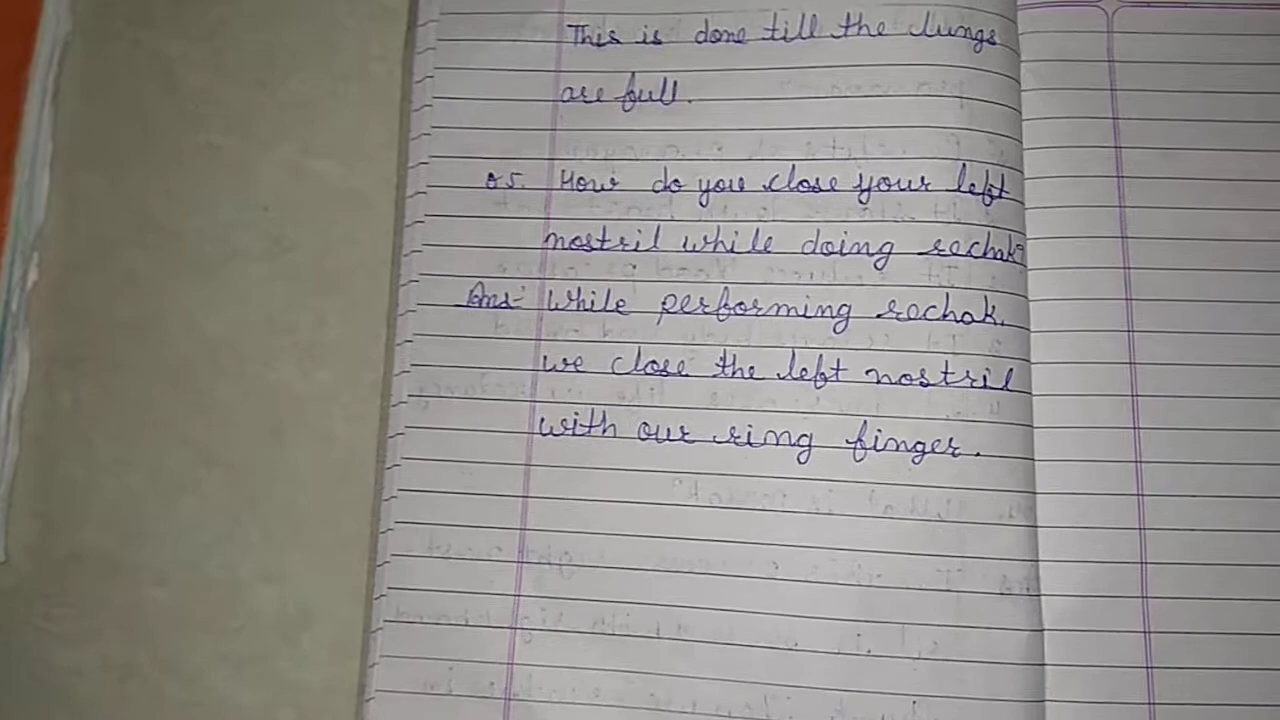 This is done till the lungs
are full.
Q5. How do you close your left
nostril while doing rechak?
Ans:- While performing rechak.
we close the left nostril
with our ring finger.